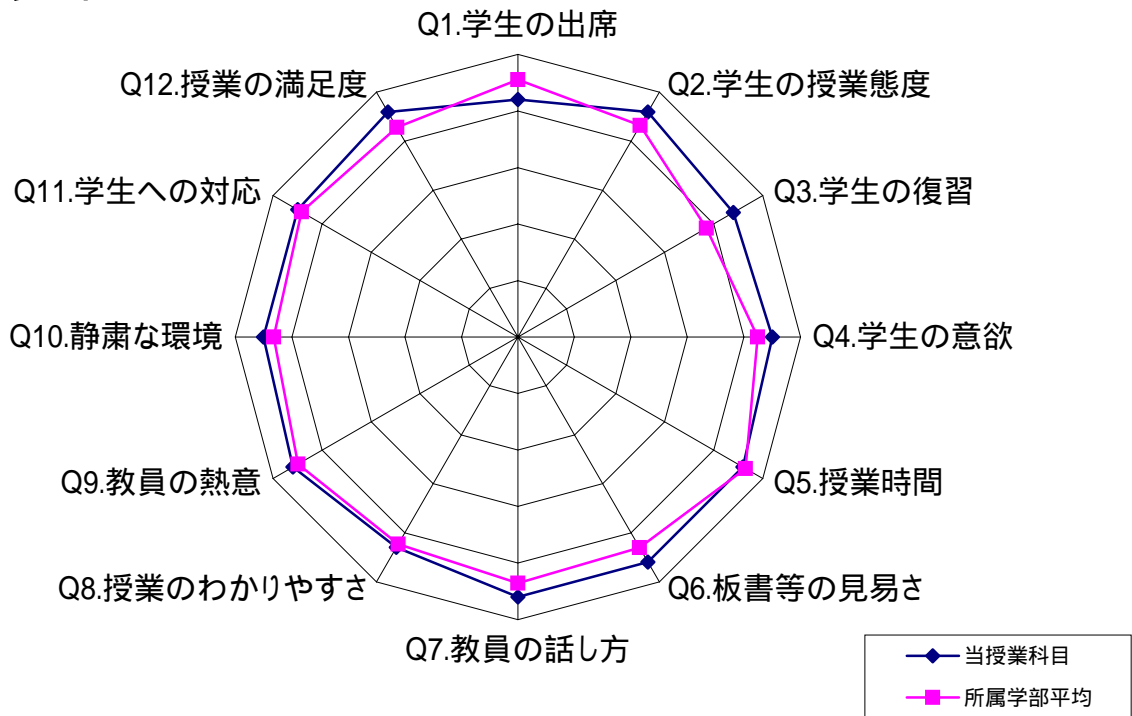 Q1.学生の出席
Q2.学生の授業態度
Q3.学生の復習
Q4.学生の意欲
Q5.授業時間
Q6.板書等の見易さ
Q7.教員の話し方
Q8.授業のわかりやすさ
Q9.教員の熱意
Q10.静粛な環境
Q11.学生への対応
Q12.授業の満足度
当授業科目
所属学部平均